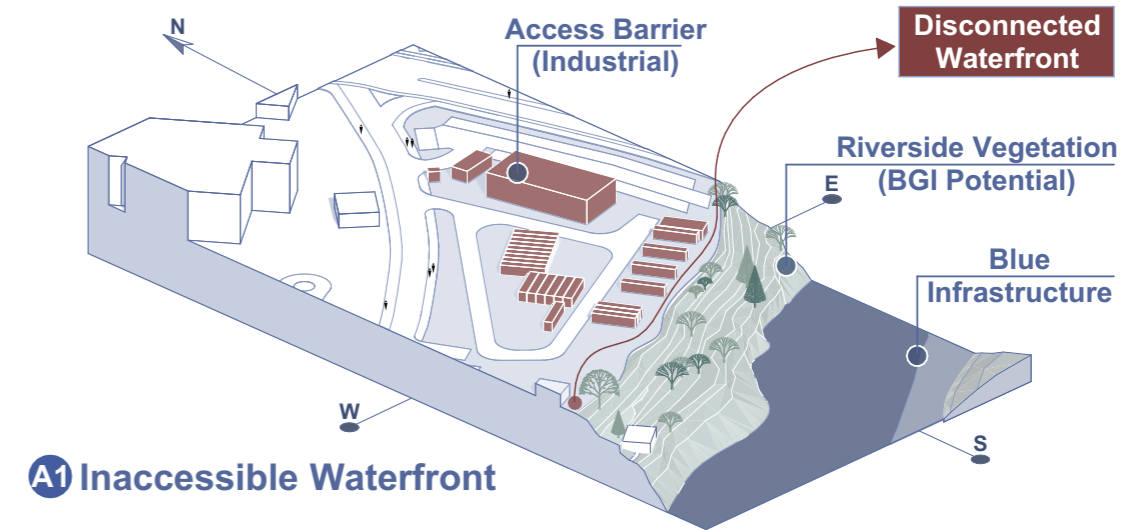 N
Access Barrier
(Industrial)
Disconnected
Waterfront
Riverside Vegetation
(BGI Potential)
E
Blue
Infrastructure
W
S
A1 Inaccessible Waterfront